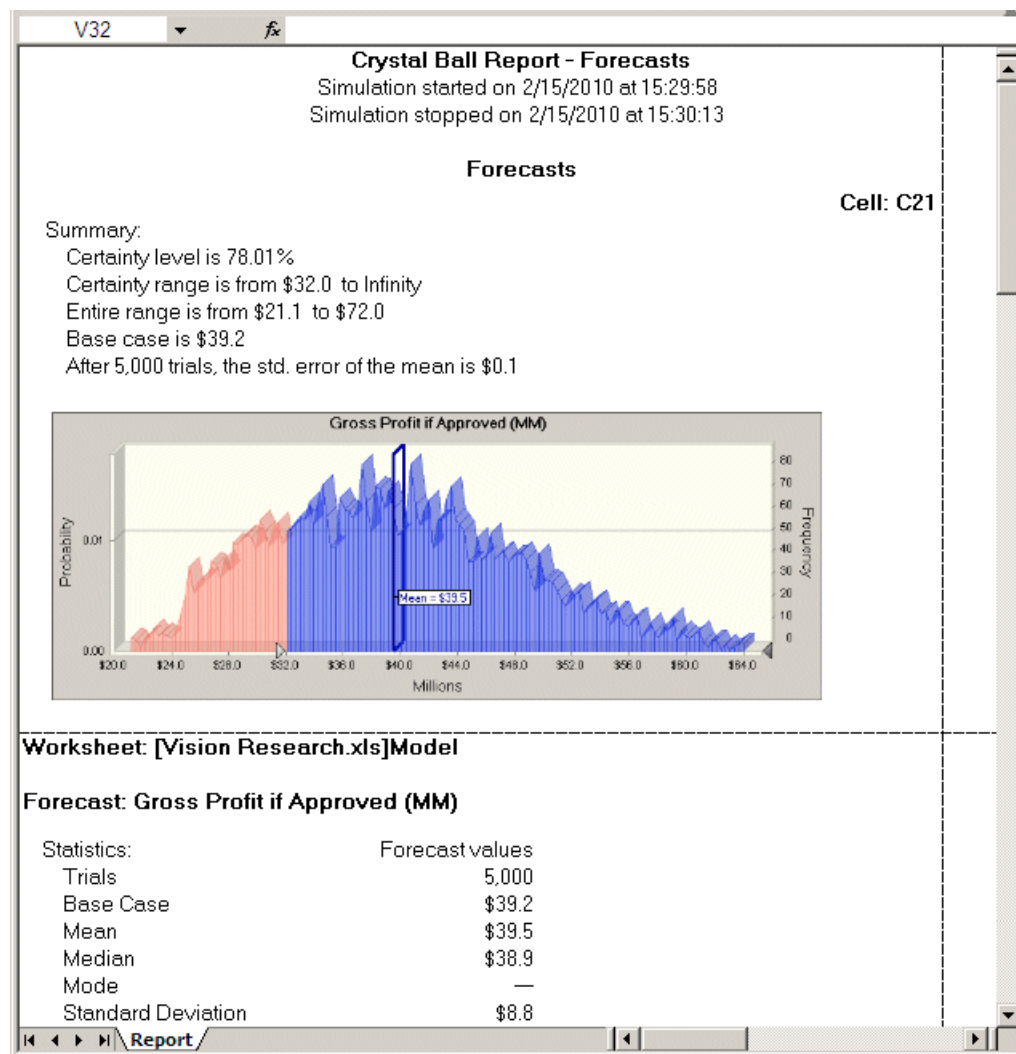 V32 fx
Crystal Ball Report - Forecasts
Simulation started on 2/15/2010 at 15:29:58
Simulation stopped on 2/15/2010 at 15:30:13
Forecasts
Cell: C21
Summary:
Certainty level is 78.01%
Certainty range is from $32.0 to Infinity
Entire range is from $21.1 to $72.0
Base case is $39.2
After 5,000 trials, the std. error of the mean is $0.1
Gross Profit if Approved (MM)
Probability
0.01
0.00
80
70
60
50
40
30
20
10
0
Frequency
Mean = $39.5
$20.0 $24.0 $28.0 $32.0 $36.0 $40.0 $44.0 $48.0 $52.0 $56.0 $60.0 $64.0
Millions
Worksheet: [Vision Research.xls]Model
Forecast: Gross Profit if Approved (MM)
Statistics: Forecast values
Trials 5,000
Base Case $39.2
Mean $39.5
Median $38.9
Mode —
Standard Deviation $8.8
Report